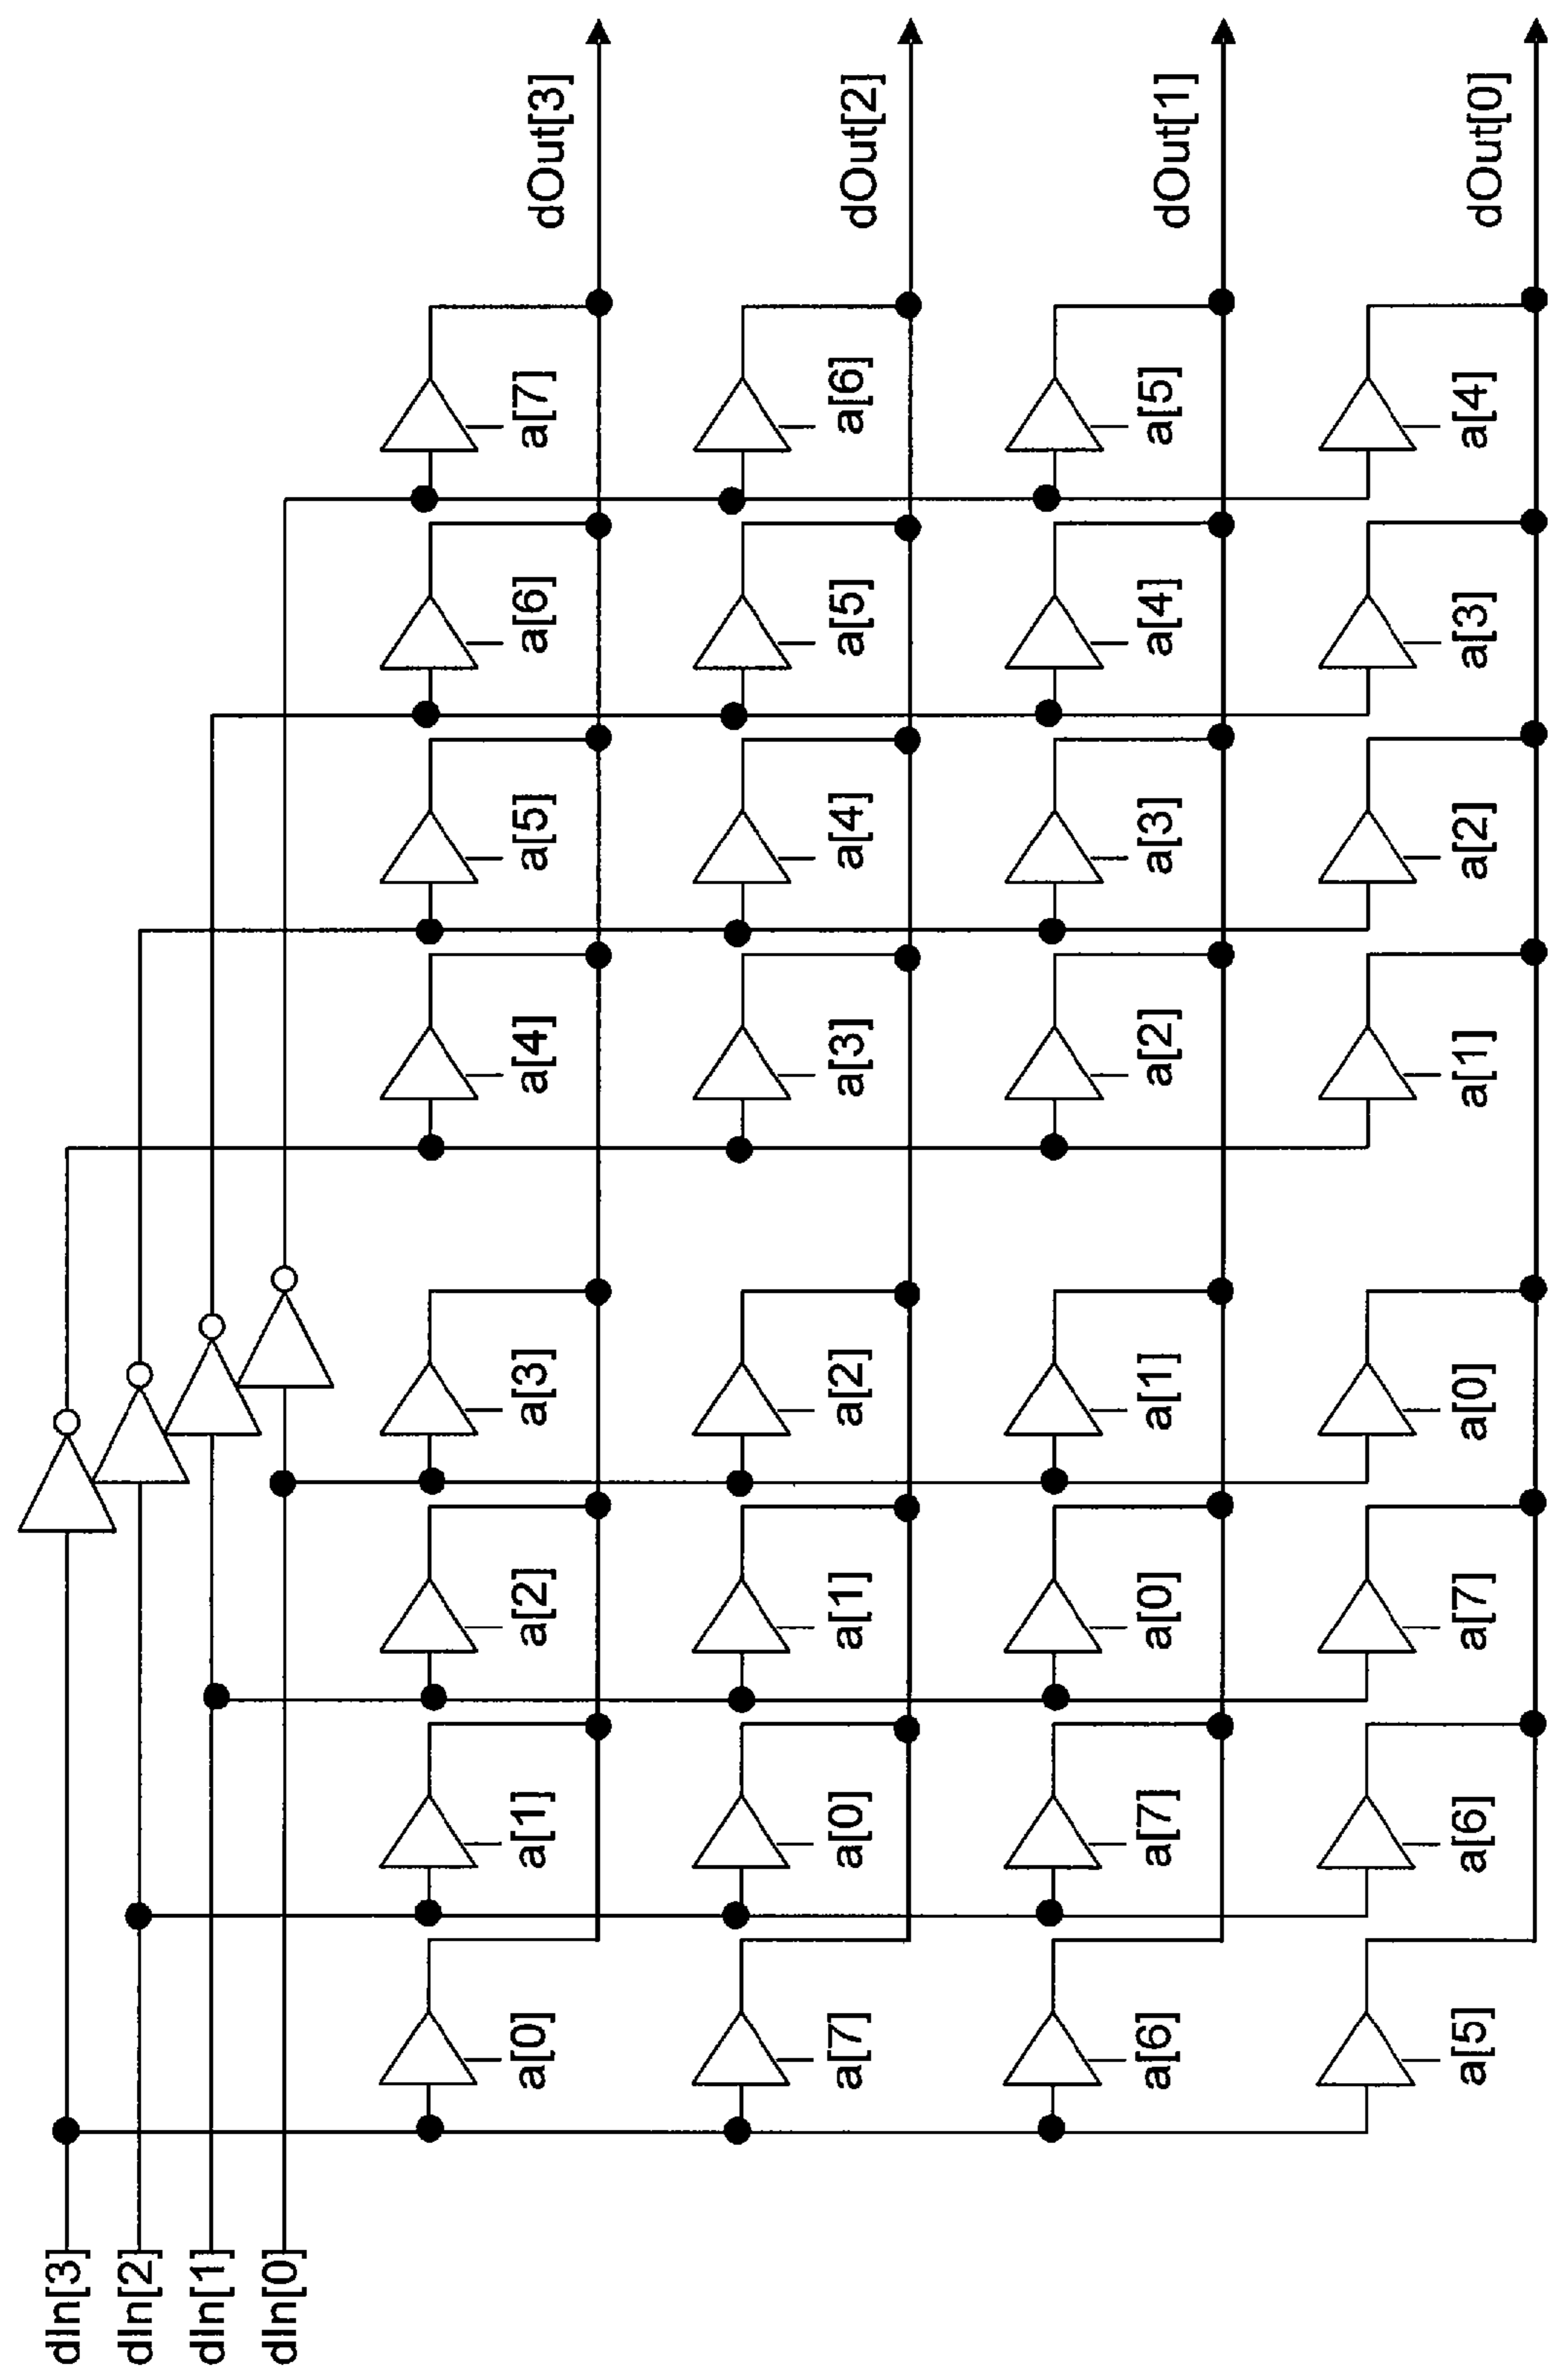 dIn[3]
dIn[2]
dIn[1]
dIn[0]
a[0] a[1] a[2] a[3] a[4] a[5] a[6] a[7] dOut[3]
a[7] a[0] a[1] a[2] a[3] a[4] a[5] a[6] dOut[2]
a[6] a[7] a[0] a[1] a[2] a[3] a[4] a[5] dOut[1]
a[5] a[6] a[7] a[0] a[1] a[2] a[3] a[4] dOut[0]